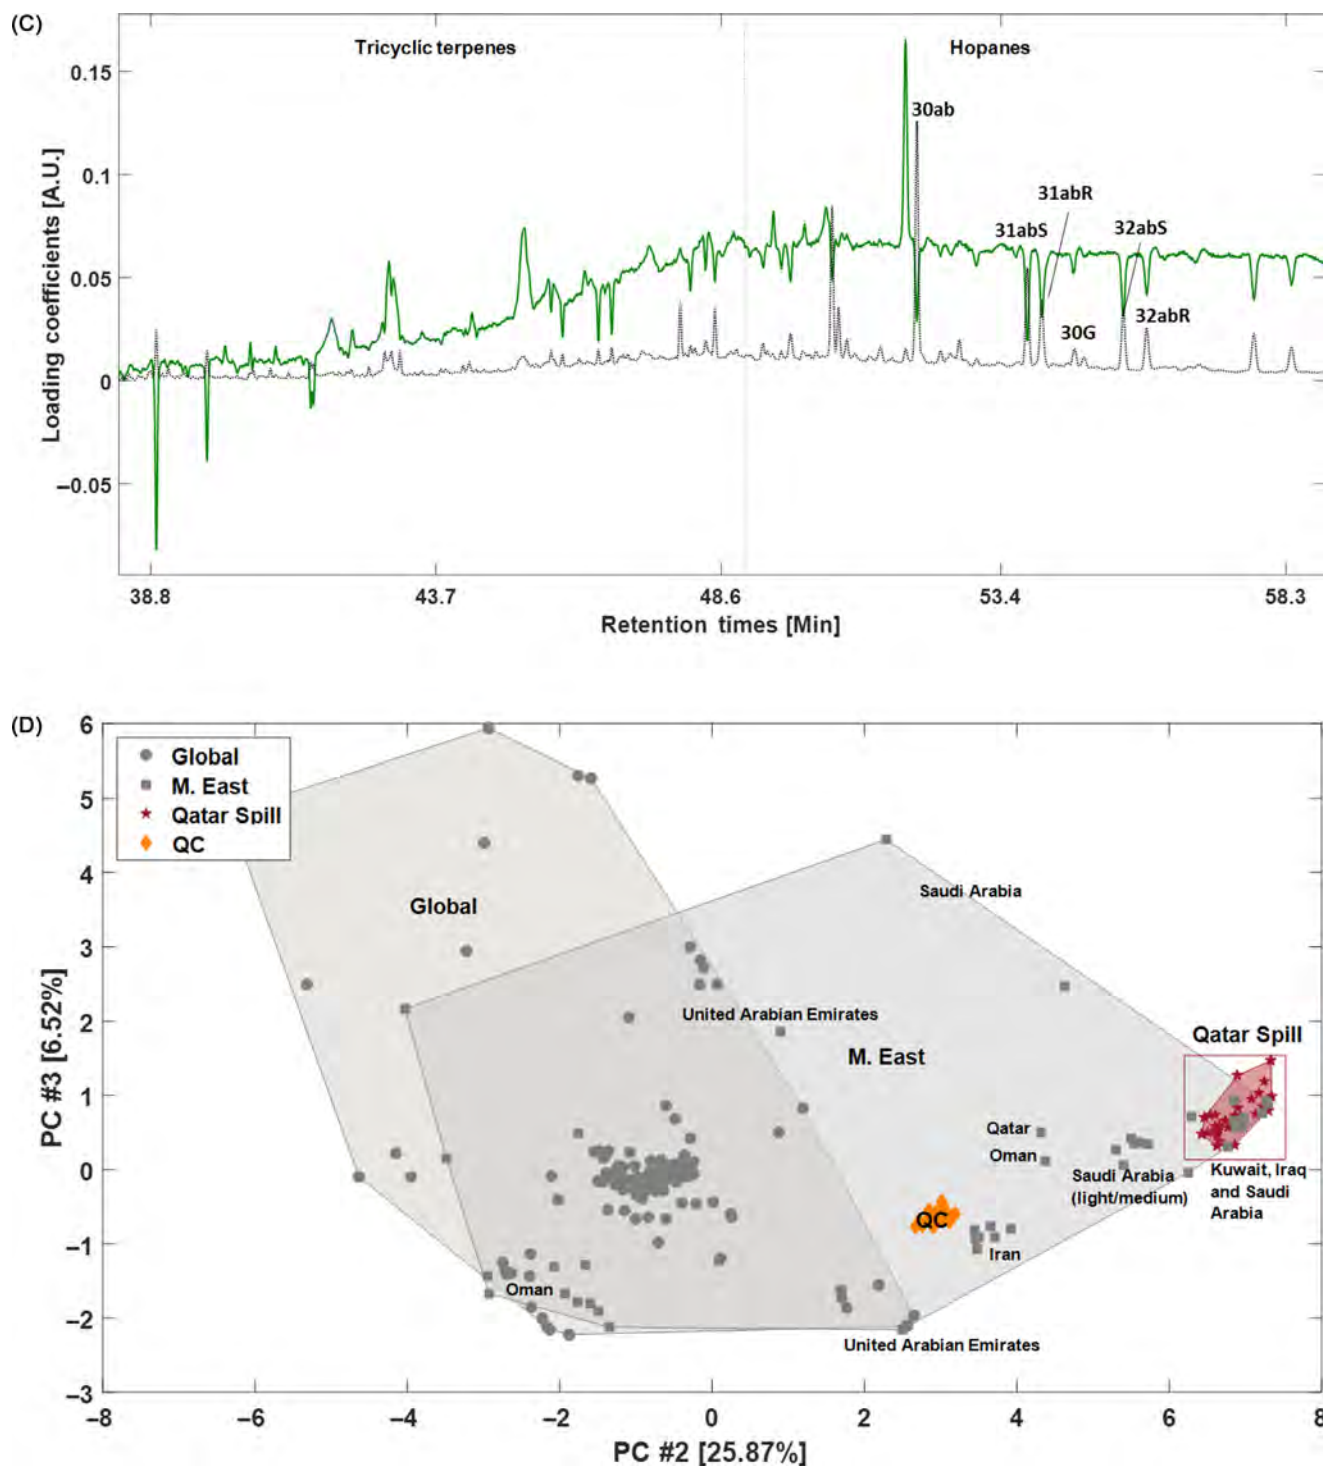 (C)
Tricyclic terpenes
Hopanes
0.15
30ab
0.1
31abR
31abS
32abS
0.05
30G
32abR
0
−0.05
Loading coefficients [A.U.]
38.8
43.7
48.6
53.4
58.3
Retention times [Min]
(D)
6
Global
M. East
Qatar Spill
QC
5
4
Saudi Arabia
Global
3
2
United Arabian Emirates
M. East
Qatar Spill
1
Qatar
Oman
0
Saudi Arabia
(light/medium)
Kuwait, Iraq
and Saudi
Arabia
QC
−1
Iran
Oman
−2
United Arabian Emirates
−3
PC #3 [6.52%]
−8
−6
−4
−2
0
2
4
6
8
PC #2 [25.87%]